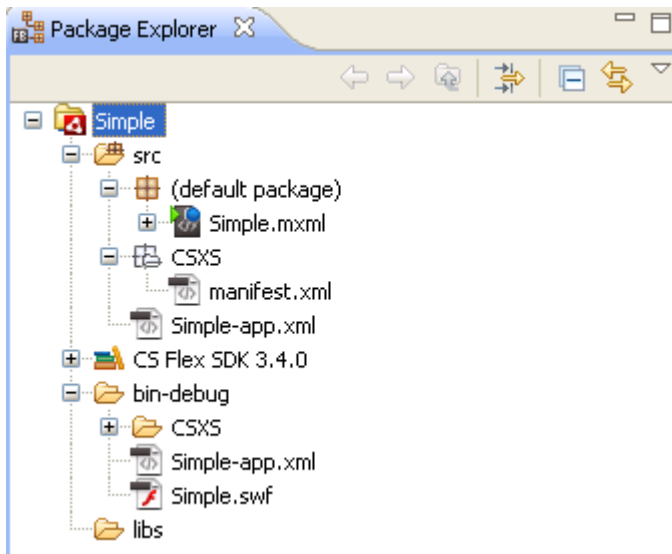 Package Explorer
Simple
src
(default package)
Simple.mxml
CSXS
manifest.xml
Simple-app.xml
CS Flex SDK 3.4.0
bin-debug
CSXS
Simple-app.xml
Simple.swf
libs